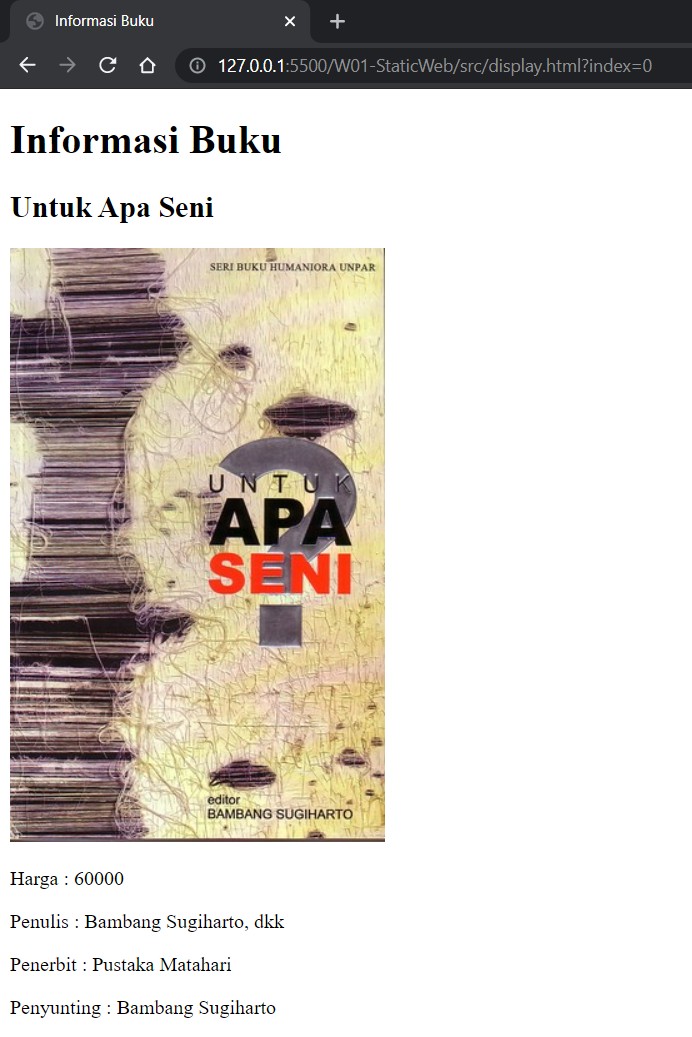 Informasi Buku
127.0.0.1:5500/W01-StaticWeb/src/display.html?index=0
Informasi Buku
Untuk Apa Seni
SERI BUKU HUMANIORA UNPAR
?
UNTUK
APA
SENI
editor
BAMBANG SUGIHARTO
Harga : 60000
Penulis : Bambang Sugiharto, dkk
Penerbit : Pustaka Matahari
Penyunting : Bambang Sugiharto